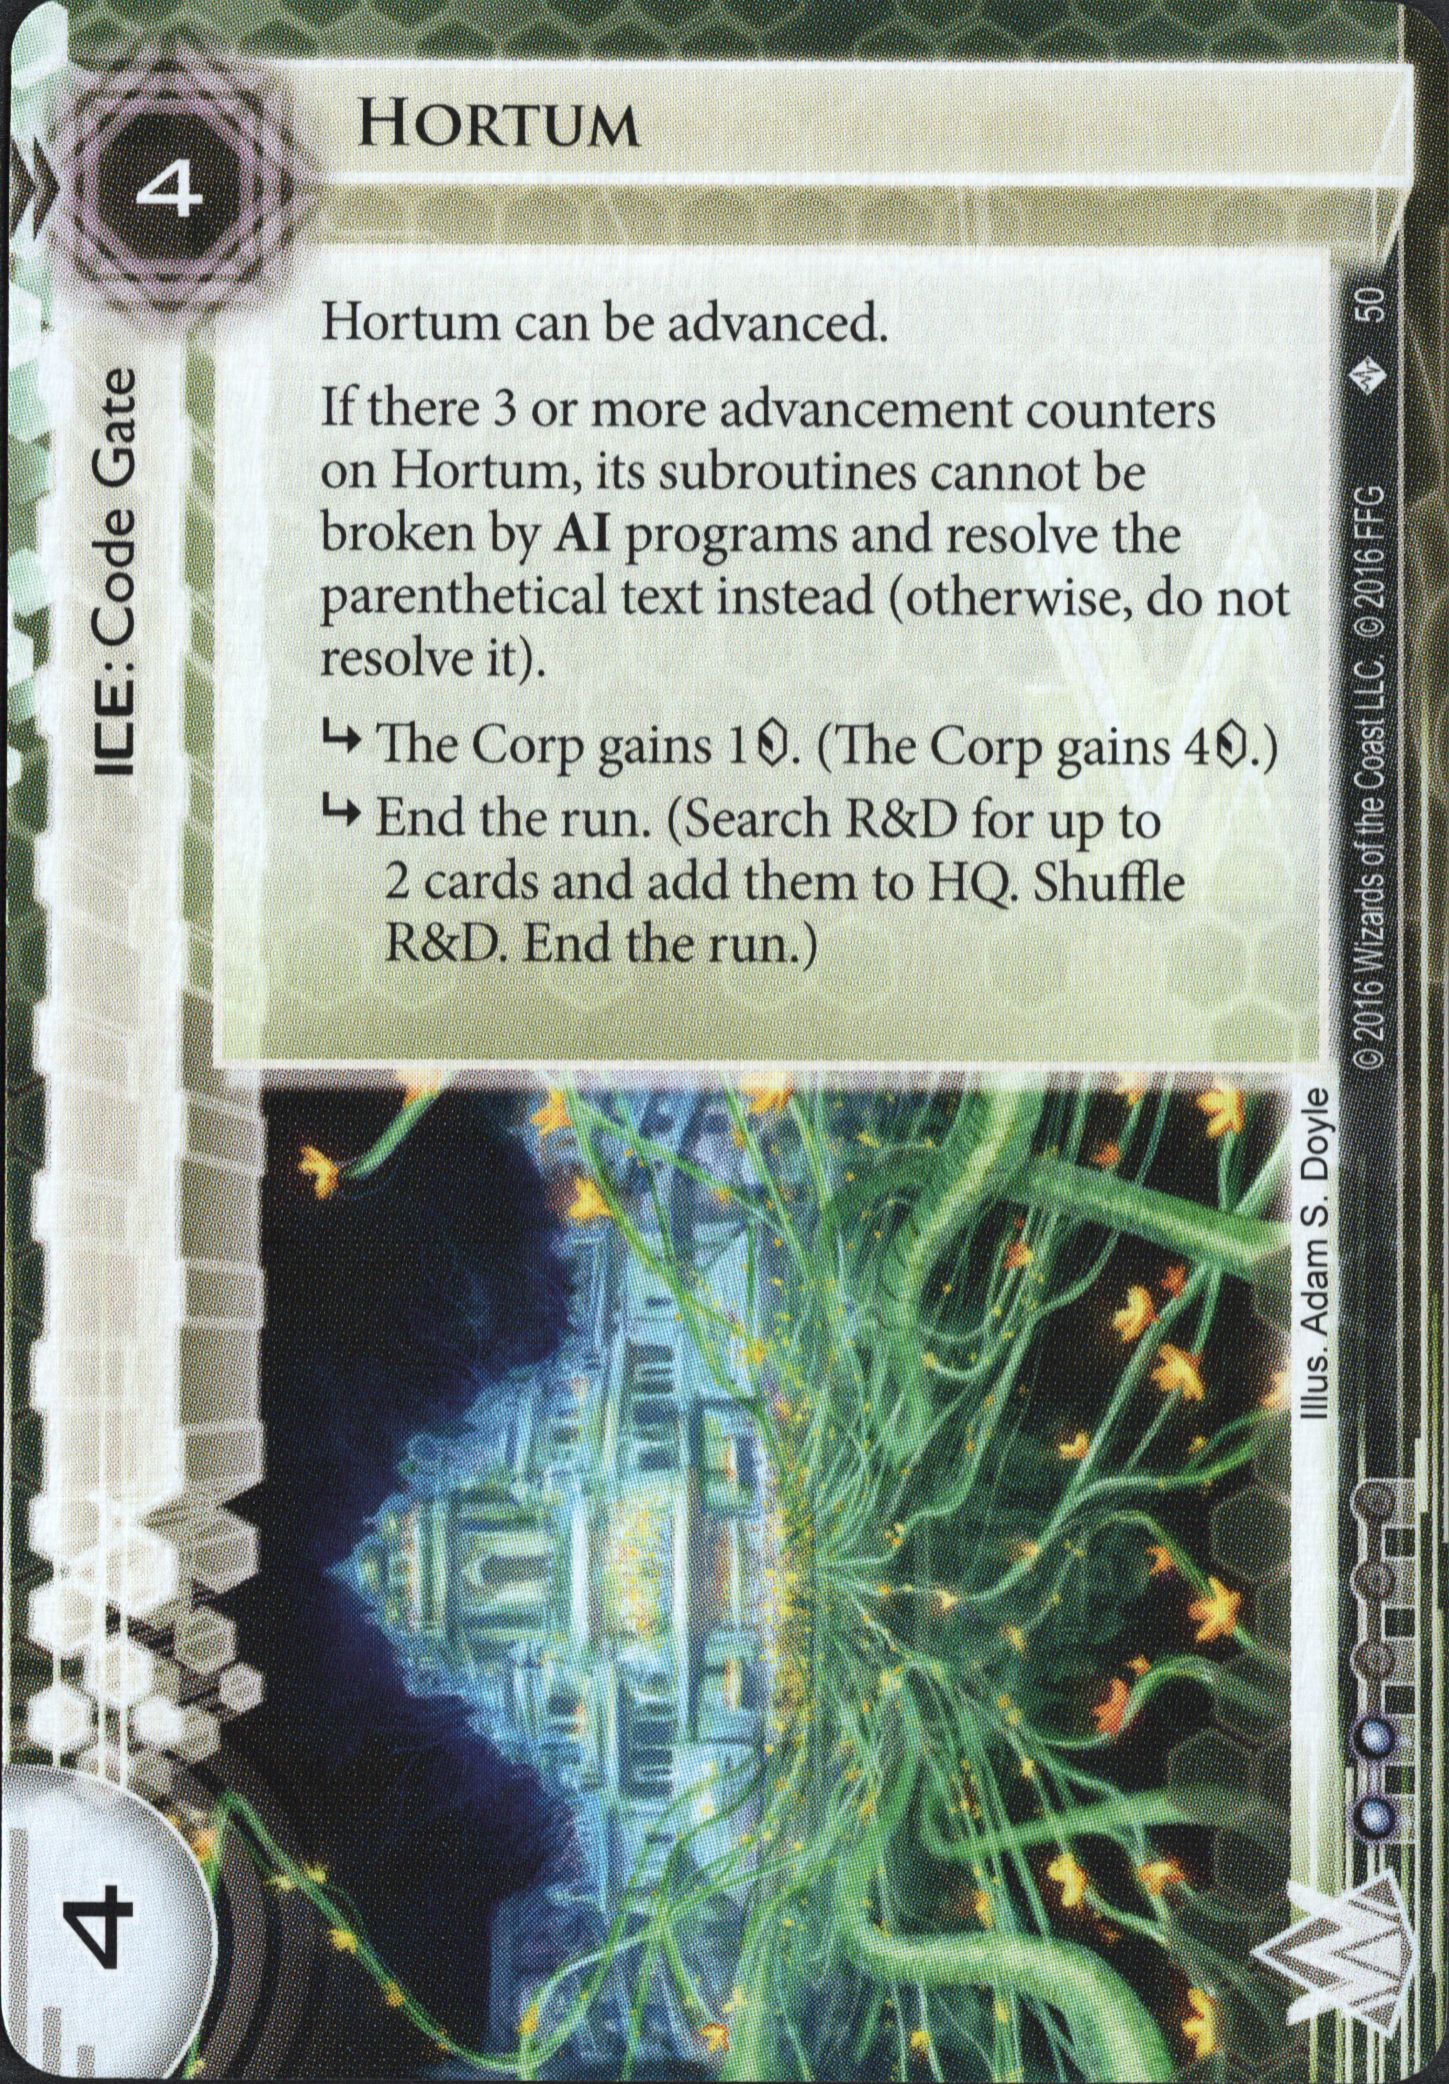 HORTUM
4
ICE: Code Gate
Hortum can be advanced.
If there 3 or more advancement counters
on Hortum, its subroutines cannot be
broken by AI programs and resolve the
parenthetical text instead (otherwise, do not
resolve it).
↳ The Corp gains 1. (The Corp gains 4.)
↳ End the run. (Search R&D for up to
2 cards and add them to HQ. Shuffle
R&D. End the run.)
4
Illus. Adam S. Doyle
© 2016 Wizards of the Coast LLC. © 2016 FFG 50